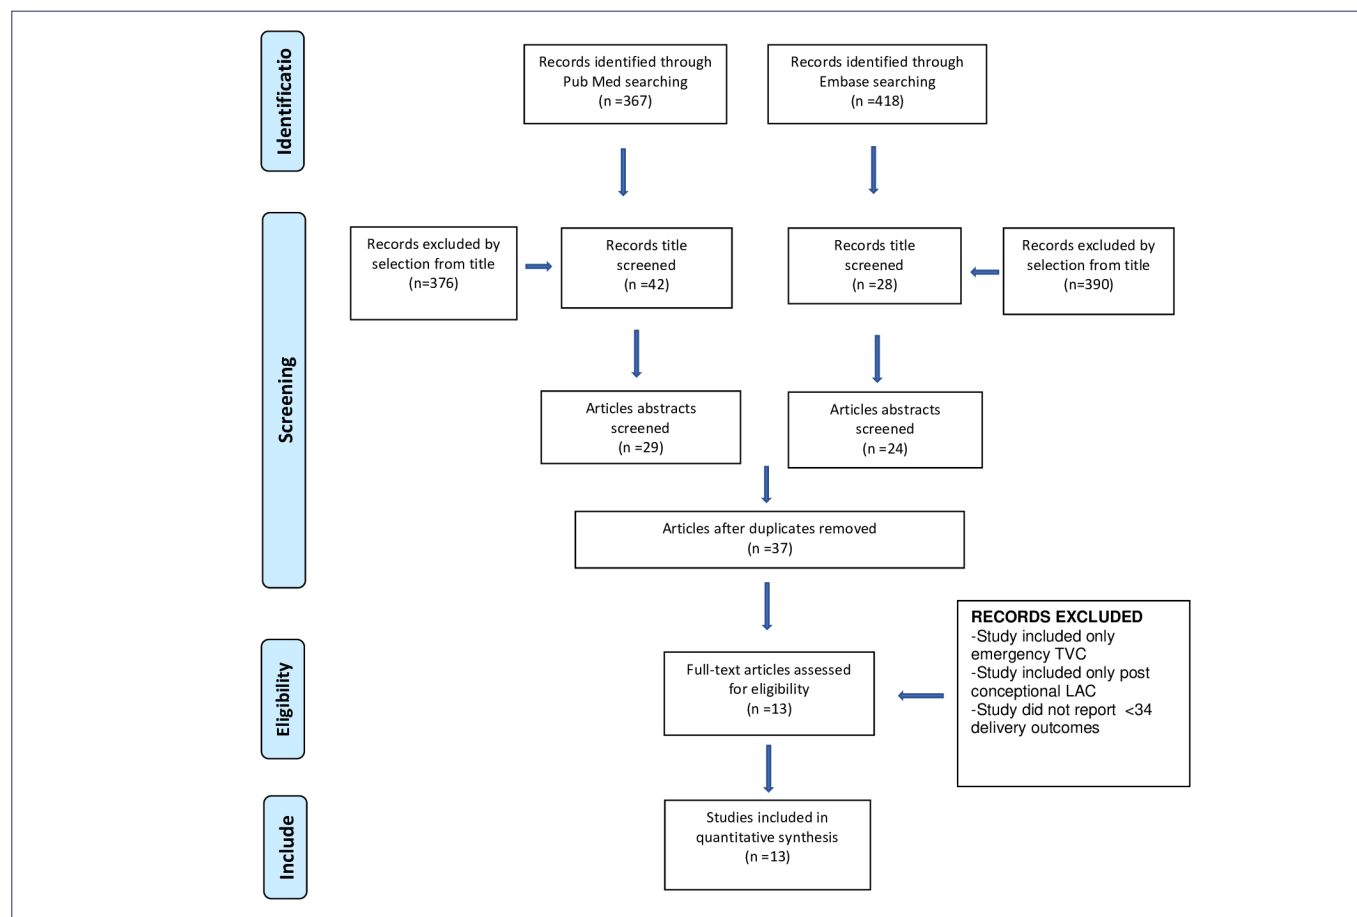 Identificatio
Records identified through
Pub Med searching
(n =367)
Records identified through
Embase searching
(n =418)
Screening
Records excluded by
selection from title
(n=376)
Records title
screened
(n =42)
Records title
screened
(n =28)
Records excluded by
selection from title
(n=390)
Articles abstracts
screened
(n =29)
Articles abstracts
screened
(n =24)
Articles after duplicates removed
(n =37)
Eligibility
Full-text articles assessed
for eligibility
(n =13)
RECORDS EXCLUDED
-Study included only
emergency TVC
-Study included only post
conceptional LAC
-Study did not report <34
delivery outcomes
Include
Studies included in
quantitative synthesis
(n =13)